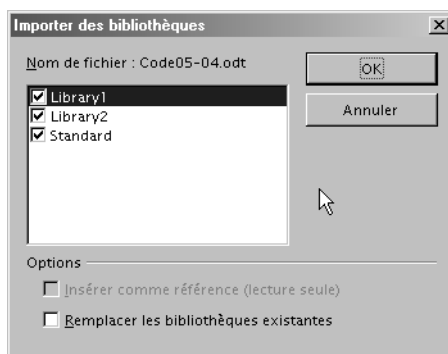 Importer des bibliothèques
Nom de fichier : Code05-04.odt
OK
Library1
Library2
Annuler
Standard
Options
Insérer comme référence (lecture seule)
Remplacer les bibliothèques existantes